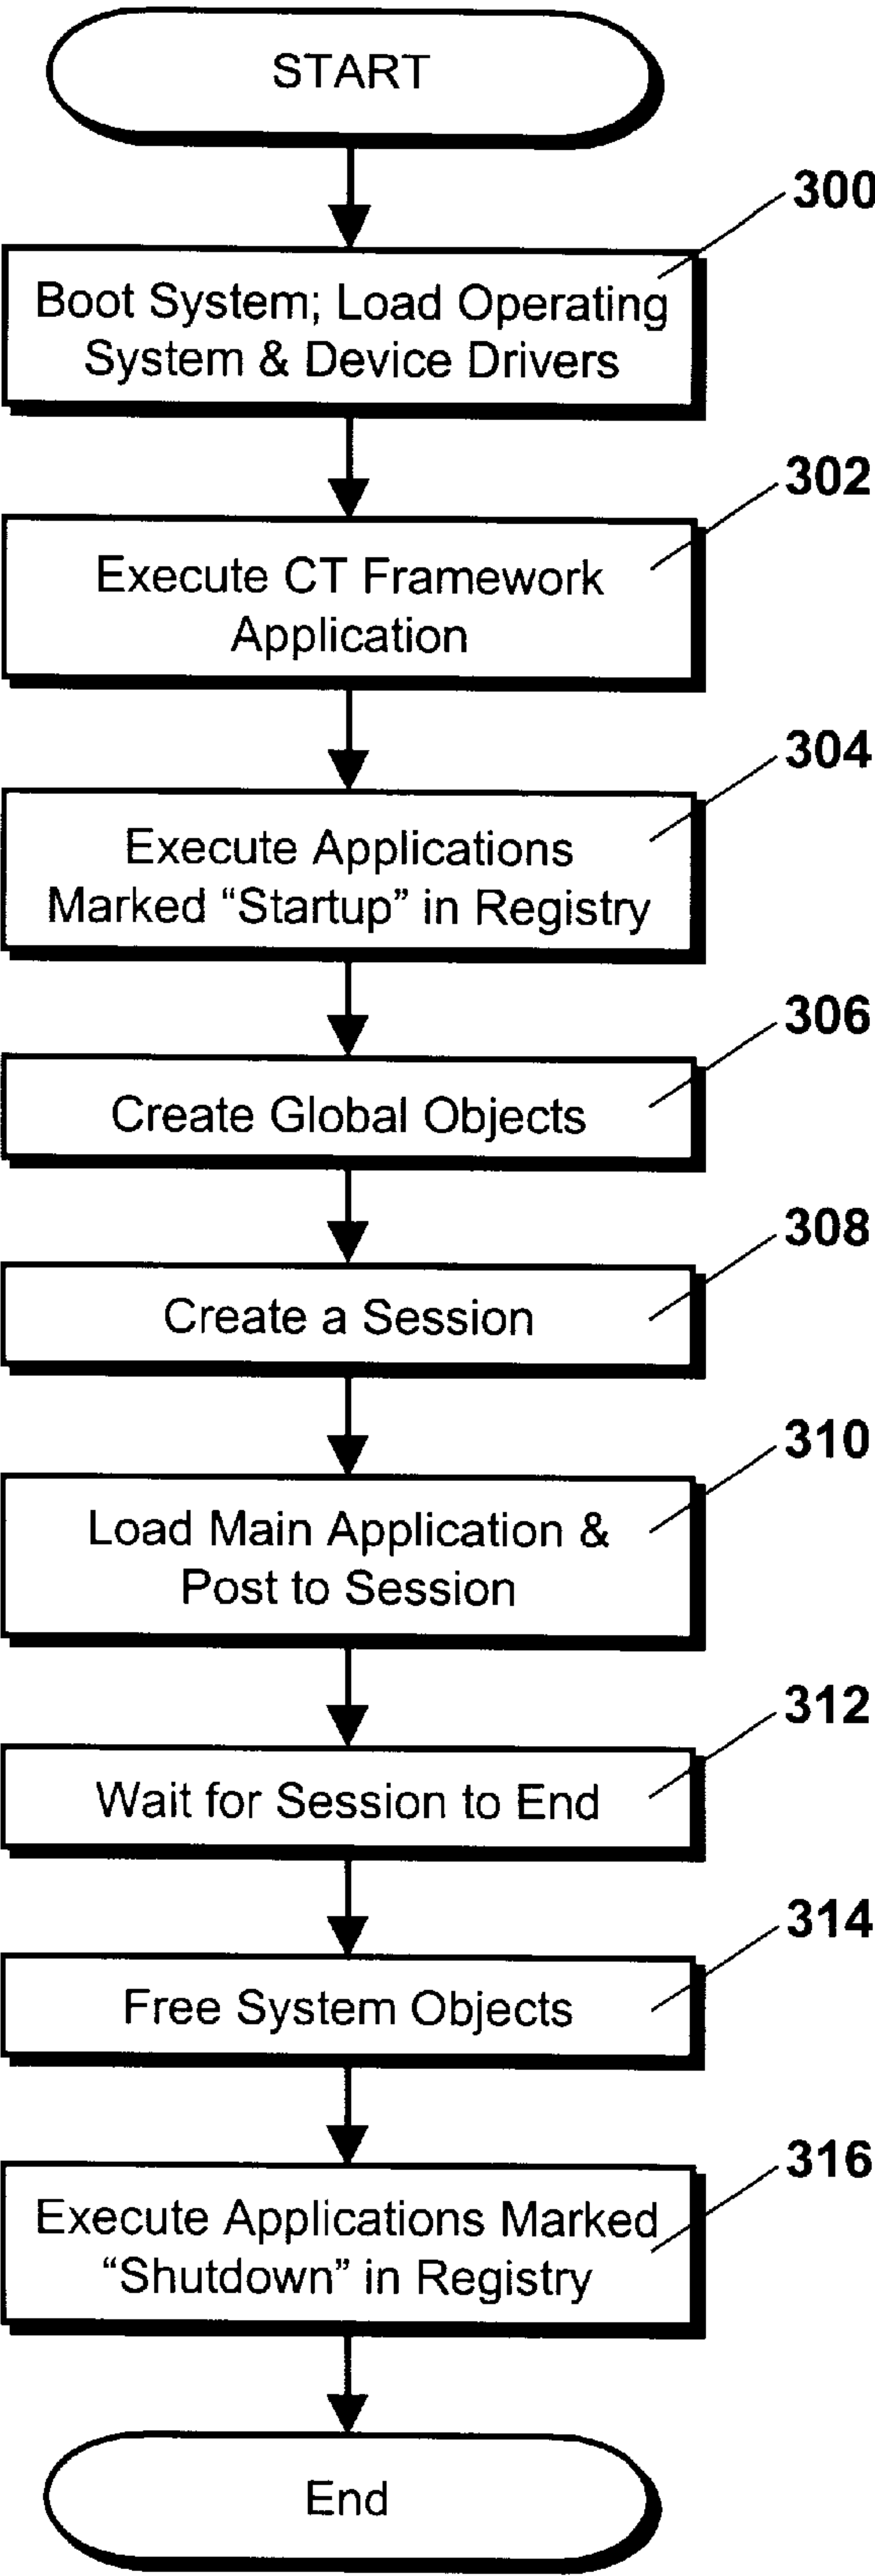 START
300
Boot System; Load Operating
System & Device Drivers
302
Execute CT Framework
Application
304
Execute Applications
Marked “Startup” in Registry
306
Create Global Objects
308
Create a Session
310
Load Main Application &
Post to Session
312
Wait for Session to End
314
Free System Objects
316
Execute Applications Marked
“Shutdown” in Registry
End